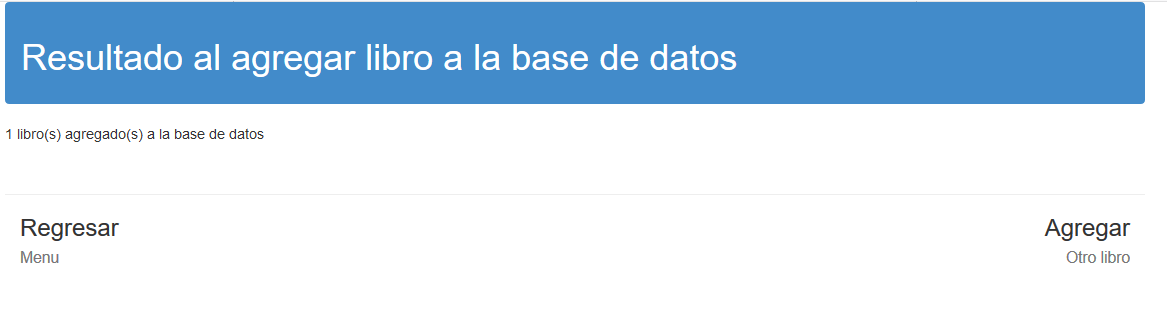 Resultado al agregar libro a la base de datos
1 libro(s) agregado(s) a la base de datos
Regresar
Menu
Agregar
Otro libro